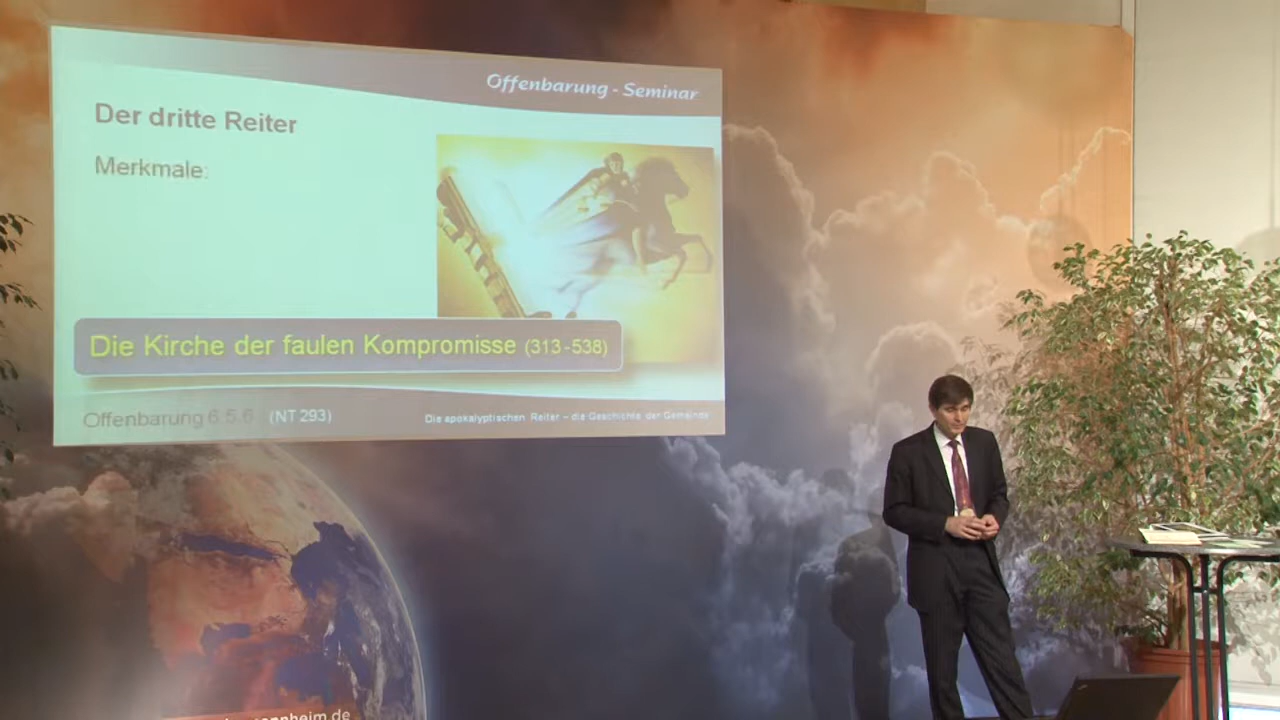 Offenbarung - Seminar
Der dritte Reiter
Merkmale:
Die Kirche der faulen Kompromisse (313-538)
Offenbarung 6.5.6 (NT 293)
Die apokalyptischen Reiter – die Geschichte der Gemeinde